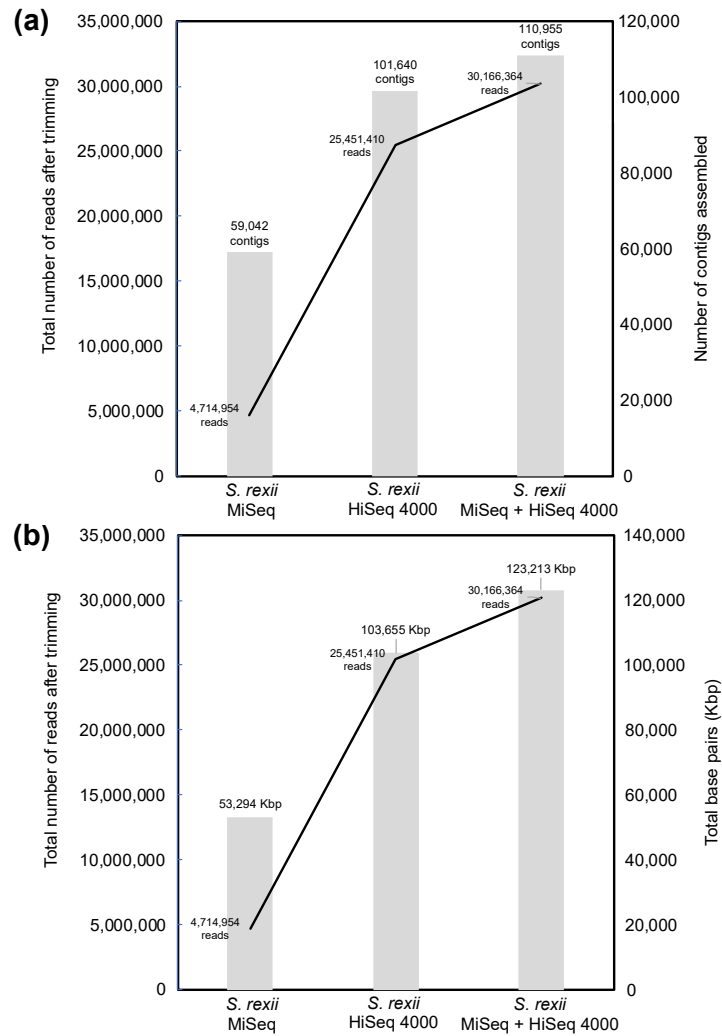 (a)
Total number of reads after trimming
35,000,000
30,000,000
25,000,000
20,000,000
15,000,000
10,000,000
5,000,000
0
59,042
contigs
101,640
contigs
110,955
contigs
4,714,954
reads
25,451,410
reads
30,166,364
reads
120,000
100,000
80,000
60,000
40,000
20,000
0
Number of contigs assembled
S. rexii
MiSeq
S. rexii
HiSeq 4000
S. rexii
MiSeq + HiSeq 4000
(b)
Total number of reads after trimming
35,000,000
30,000,000
25,000,000
20,000,000
15,000,000
10,000,000
5,000,000
0
53,294 Kbp
103,655 Kbp
123,213 Kbp
4,714,954
reads
25,451,410
reads
30,166,364
reads
140,000
120,000
100,000
80,000
60,000
40,000
20,000
0
Total base pairs (Kbp)
S. rexii
MiSeq
S. rexii
HiSeq 4000
S. rexii
MiSeq + HiSeq 4000